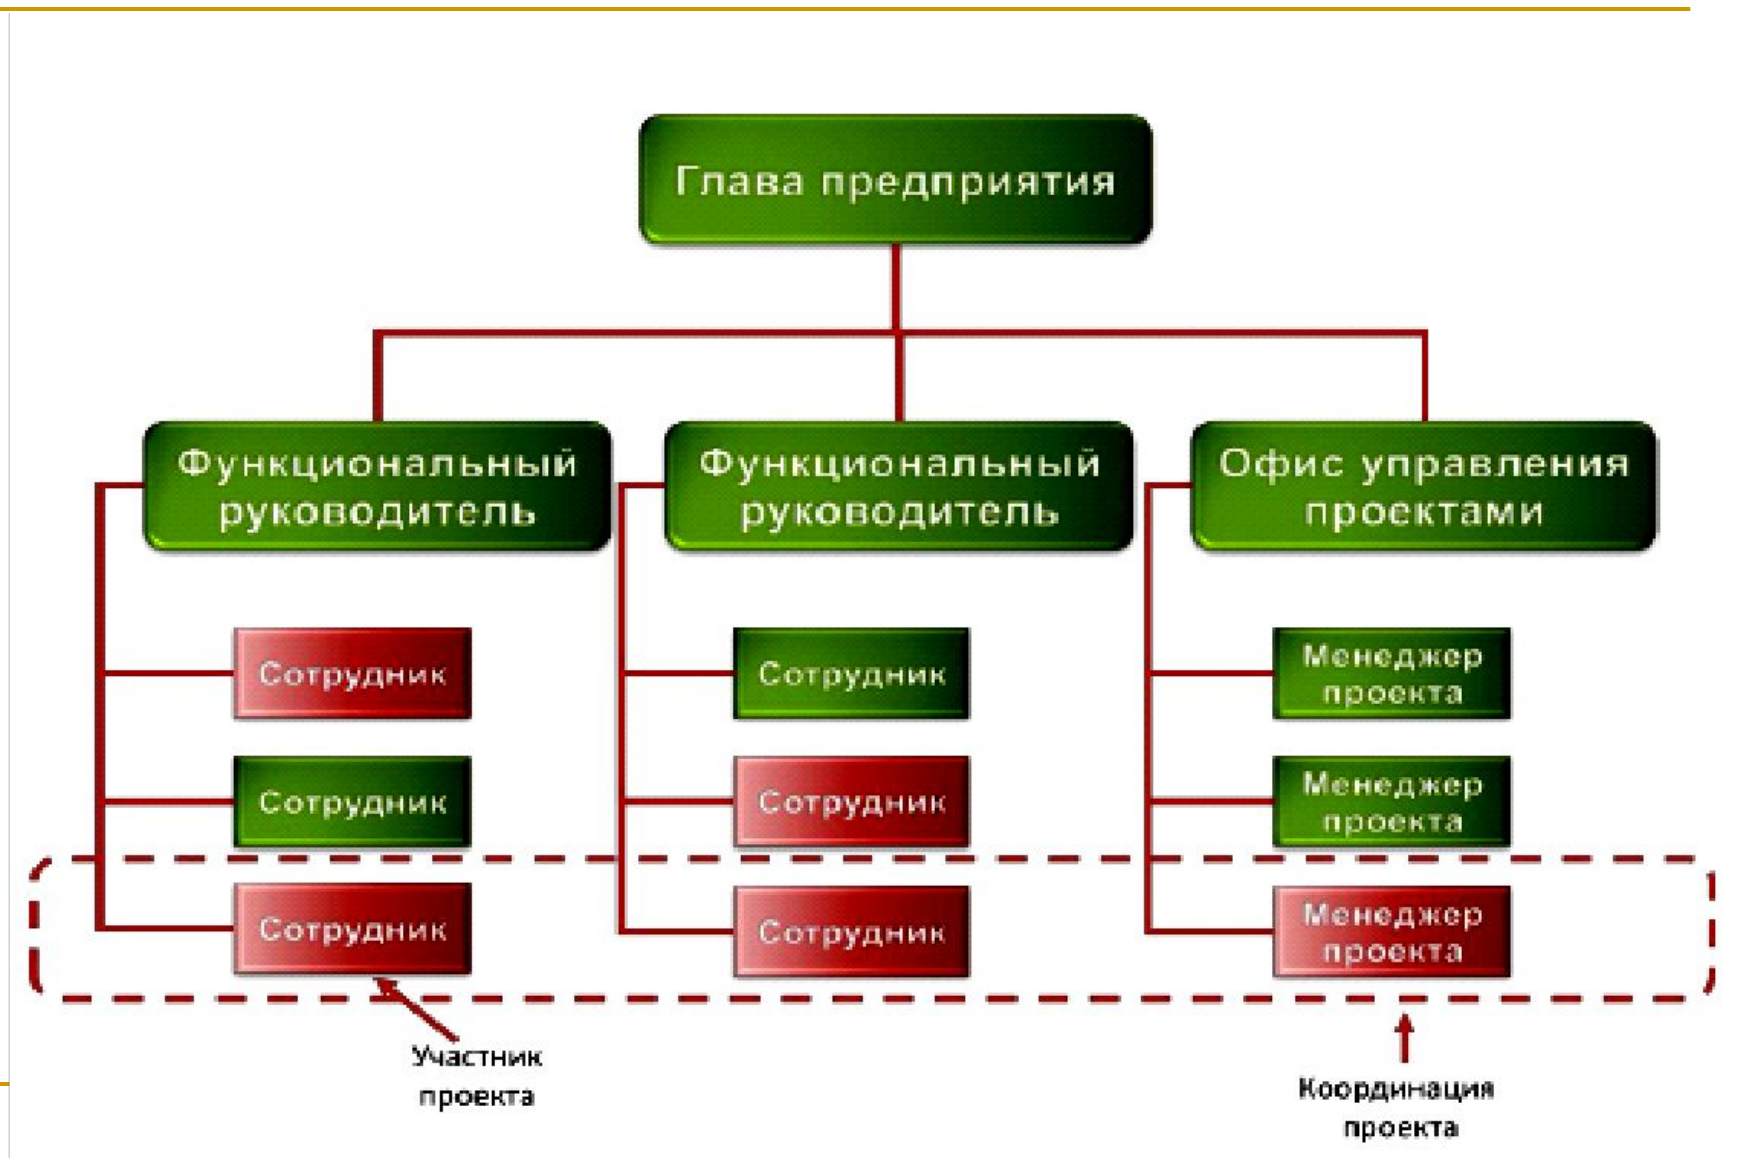 Глава предприятия
Функциональный
руководитель
Функциональный
руководитель
Офис управления
проектами
Сотрудник
Сотрудник
Менеджер
проекта
Сотрудник
Сотрудник
Менеджер
проекта
Сотрудник
Сотрудник
Менеджер
проекта
Участник
проекта
Координация
проекта